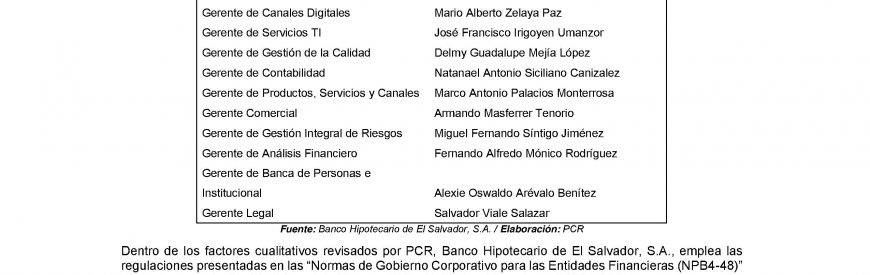 Gerente de Canales Digitales Mario Alberto Zelaya Paz
Gerente de Servicios TI José Francisco Irigoyen Umanzor
Gerente de Gestión de la Calidad Delmy Guadalupe Mejía López
Gerente de Contabilidad Natanael Antonio Siciliano Canizalez
Gerente de Productos, Servicios y Canales Marco Antonio Palacios Monterrosa
Gerente Comercial Armando Masferrer Tenorio
Gerente de Gestión Integral de Riesgos Miguel Fernando Síntigo Jiménez
Gerente de Análisis Financiero Fernando Alfredo Mónico Rodríguez
Gerente de Banca de Personas e
Institucional Alexie Oswaldo Arévalo Benítez
Gerente Legal Salvador Viale Salazar
Fuente: Banco Hipotecario de El Salvador, S.A. / Elaboración: PCR
Dentro de los factores cualitativos revisados por PCR, Banco Hipotecario de El Salvador, S.A., emplea las
regulaciones presentadas en las “Normas de Gobierno Corporativo para las Entidades Financieras (NPB4-48)”